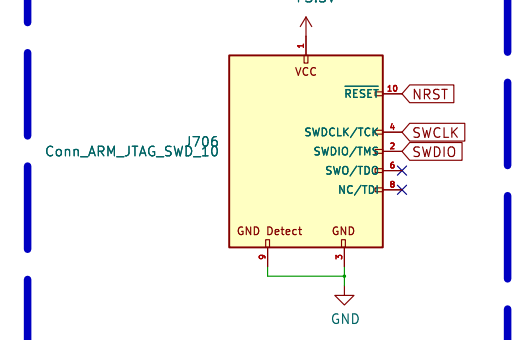 1
VCC
RESET
10
NRST
J706
Conn_ARM_JTAG_SWD_10
SWDCLK/TCK
4
SWCLK
SWDIO/TMS
2
SWDIO
SWO/TDO
6
NC/TDI
8
GND Detect
GND
9
3
GND